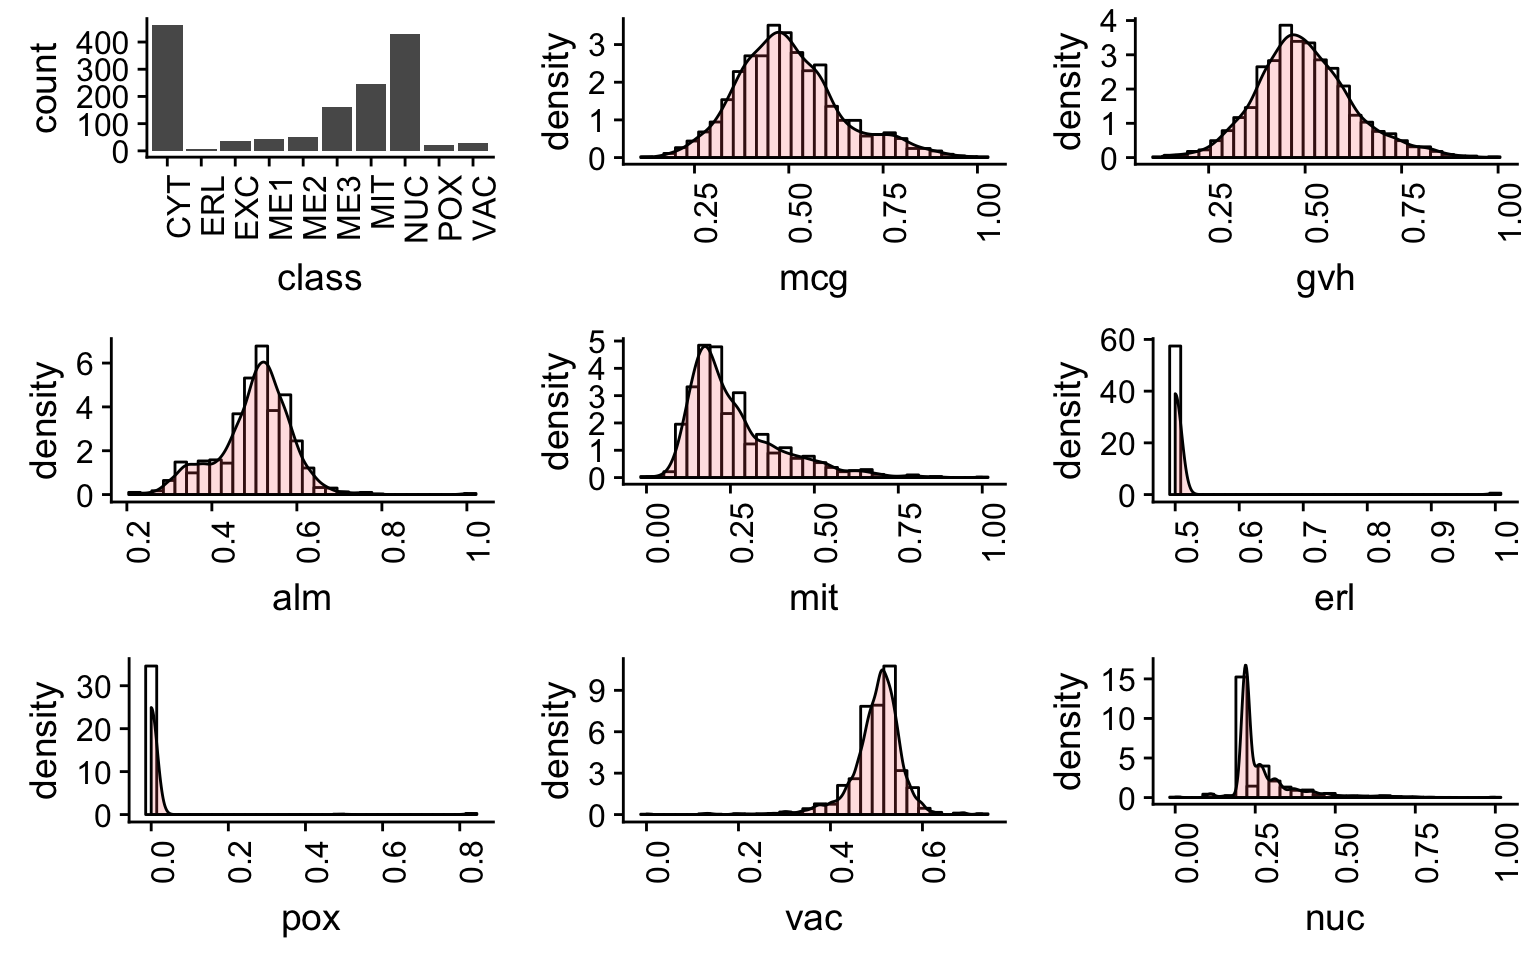 count
400
300
200
100
0
CYT
ERL
EXC
ME1
ME2
ME3
MIT
NUC
POX
VAC
class
density
3
2
1
0
0.25
0.50
0.75
1.00
mcg
density
4
3
2
1
0
0.25
0.50
0.75
1.00
gvh
density
6
4
2
0
0.2
0.4
0.6
0.8
1.0
alm
density
5
4
3
2
1
0
0.00
0.25
0.50
0.75
1.00
mit
density
60
40
20
0
0.5
0.6
0.7
0.8
0.9
1.0
erl
density
30
20
10
0
0.0
0.2
0.4
0.6
0.8
pox
density
9
6
3
0
0.0
0.2
0.4
0.6
vac
density
15
10
5
0
0.00
0.25
0.50
0.75
1.00
nuc